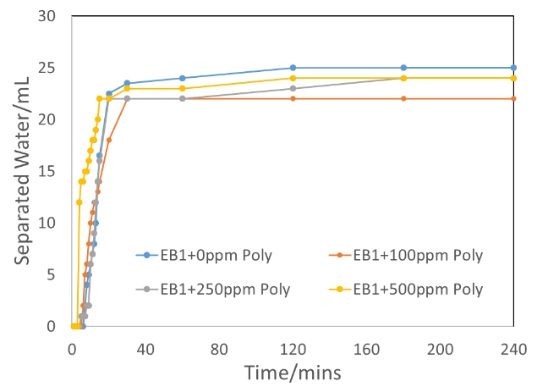 30
25
20
15
10
5
0
Separated Water/mL
EB1+0ppm Poly
EB1+100ppm Poly
EB1+250ppm Poly
EB1+500ppm Poly
0 40 80 120 160 200 240
Time/mins